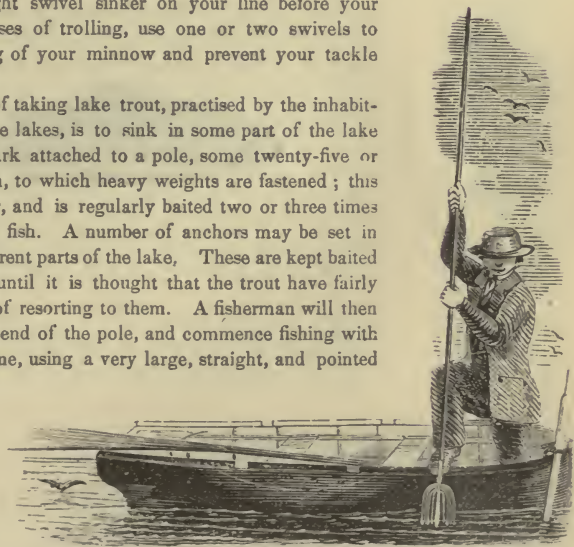 ght swivel sinker on your line before your
ses of trolling, use one or two swivels to
g of your minnow and prevent your tackle
f taking lake trout, practised by the inhabit-
e lakes, is to sink in some part of the lake
rk attached to a pole, some twenty-five or
, to which heavy weights are fastened; this
, and is regularly baited two or three times
fish. A number of anchors may be set in
rent parts of the lake, These are kept baited
until it is thought that the trout have fairly
of resorting to them. A fisherman will then
end of the pole, and commence fishing with
ne, using a very large, straight, and pointed